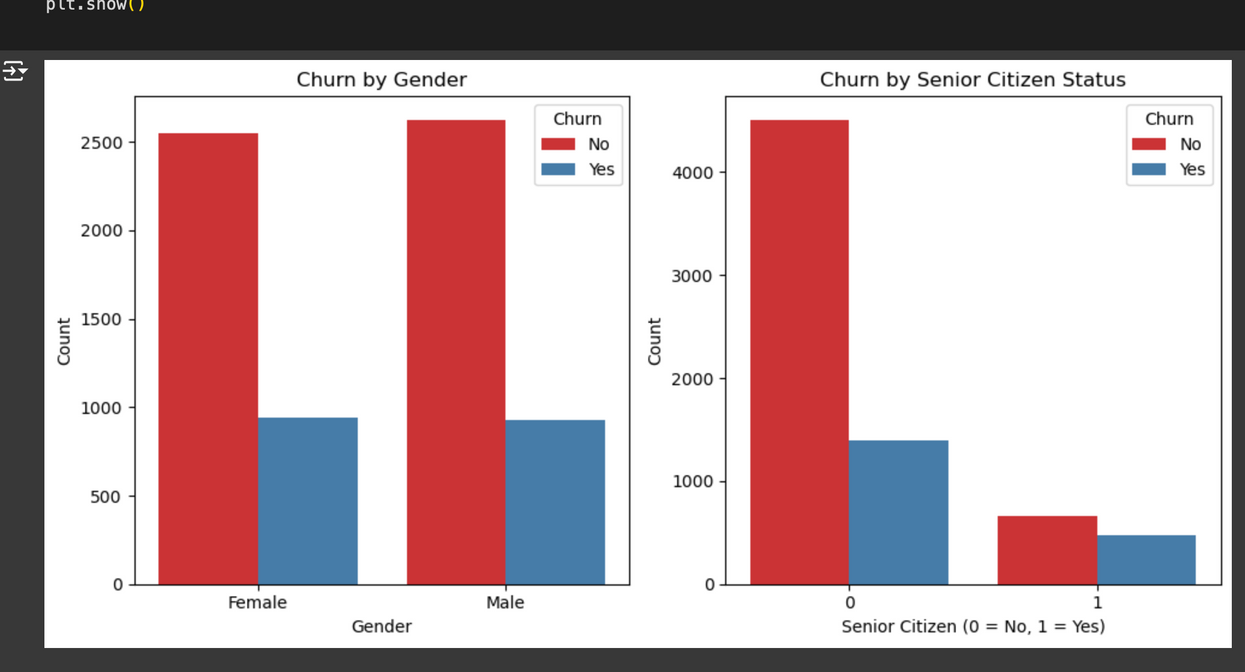 plt.show()
Churn by Gender
Churn
No
Yes
2500
2000
1500
1000
500
0
Count
Female
Male
Gender
Churn by Senior Citizen Status
Churn
No
Yes
4000
3000
2000
1000
0
Count
0
1
Senior Citizen (0 = No, 1 = Yes)